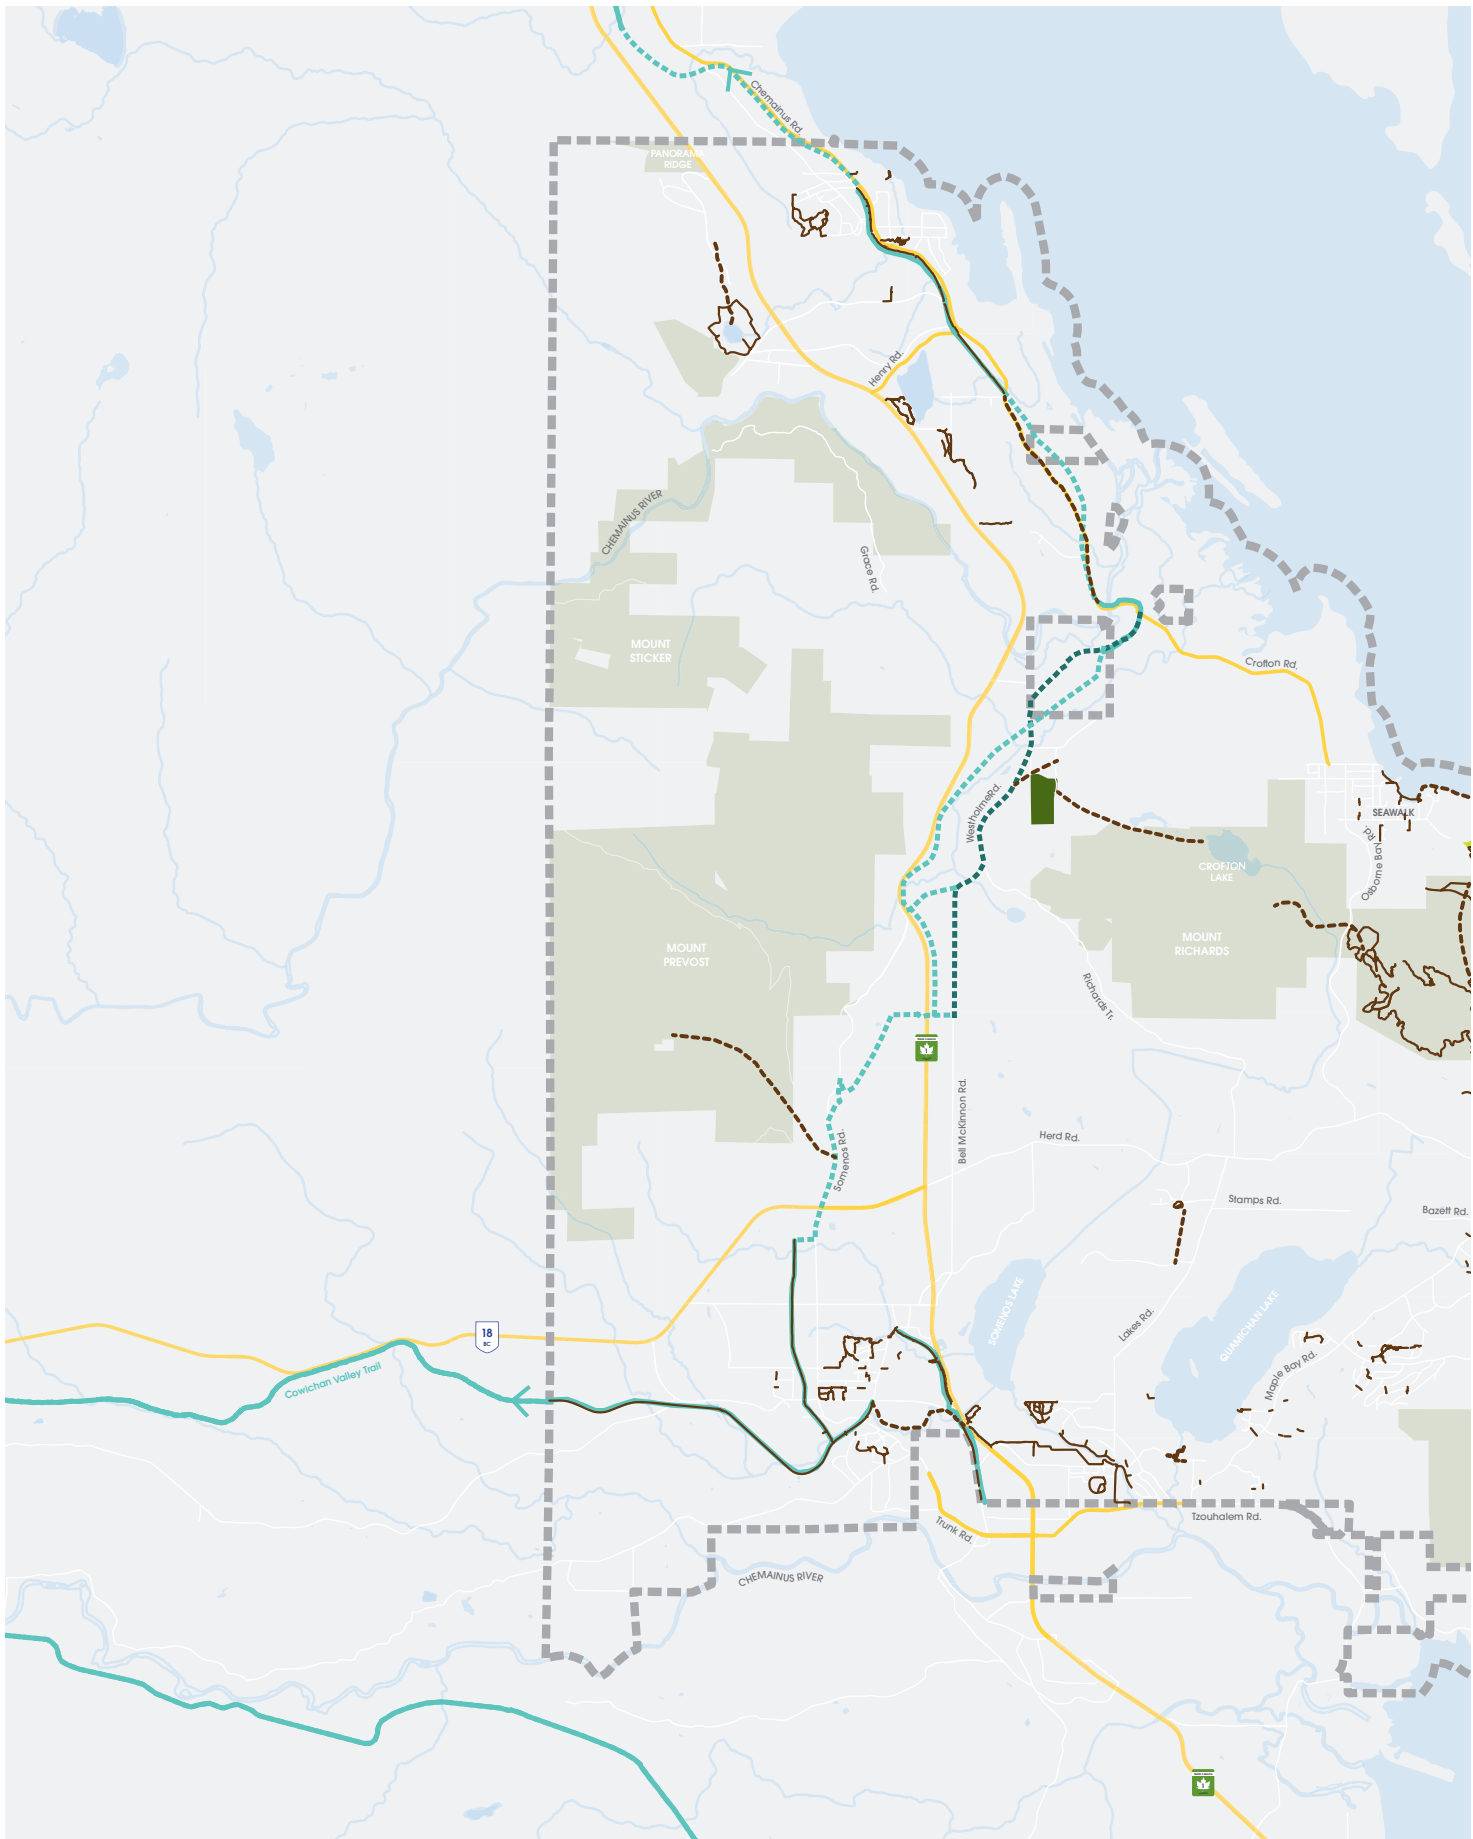 Chemainus Rd.
PANORAMA
RIDGE
Henry Rd.
CHEMAINUS RIVER
Grace Rd.
MOUNT
STICKER
Crofton Rd.
Westholme Rd.
SEAWALK
Osborne Bay Rd.
CROFTON
LAKE
MOUNT
PREVOST
MOUNT
RICHARDS
Richards Tr.
1
Bell McKinnon Rd.
Herd Rd.
Somenos Rd.
Stamps Rd.
Bazett Rd.
SOMENOS LAKE
QUAMICHAN LAKE
Lakes Rd.
18
BC
Maple Bay Rd.
Cowichan Valley Trail
Trunk Rd.
Tzouhalem Rd.
CHEMAINUS RIVER
1